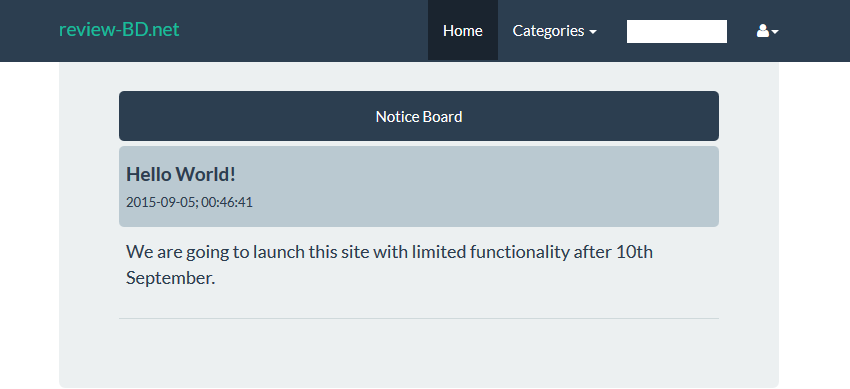 review-BD.net
Home
Categories
Notice Board
Hello World!
2015-09-05; 00:46:41
We are going to launch this site with limited functionality after 10th
September.